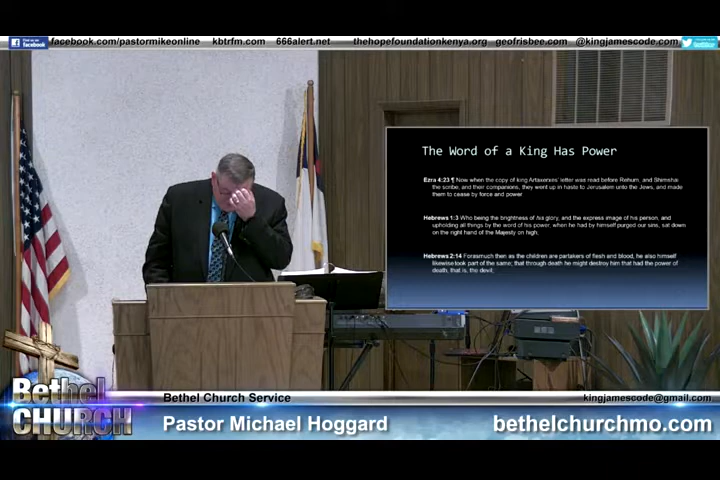 Find us on facebook facebook.com/pastormikeonline kbtrfm.com 666alert.net thehopefoundationkenya.org geofrisbee.com @kingjamescode.com
The Word of a King Has Power
Ezra 4:23 ¶ Now when the copy of king Artaxerxes' letter was read before Rehum, and Shimshai
the scribe, and their companions, they went up in haste to Jerusalem unto the Jews, and made
them to cease by force and power
Hebrews 1:3 Who being the brightness of his glory, and the express image of his person, and
upholding all things by the word of his power, when he had by himself purged our sins, sat down
on the right hand of the Majesty on high;
Hebrews 2:14 Forasmuch then as the children are partakers of flesh and blood, he also himself
likewise took part of the same; that through death he might destroy him that had the power of
death, that is, the devil;
Bethel Church Service kingjamescode@gmail.com
Bethel
CHURCH
Pastor Michael Hoggard bethelchurchmo.com